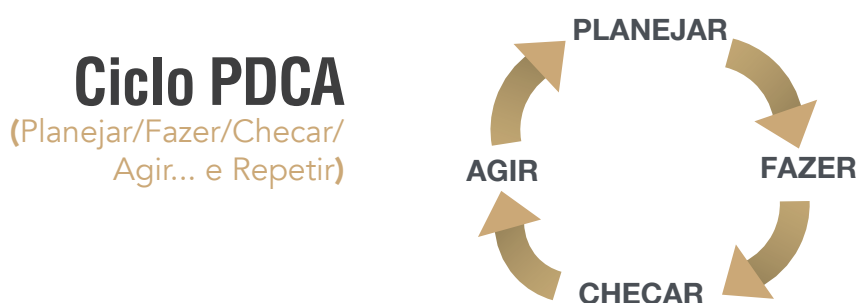 Ciclo PDCA
(Planejar/Fazer/Checar/
Agir... e Repetir)
PLANEJAR
FAZER
CHECAR
AGIR